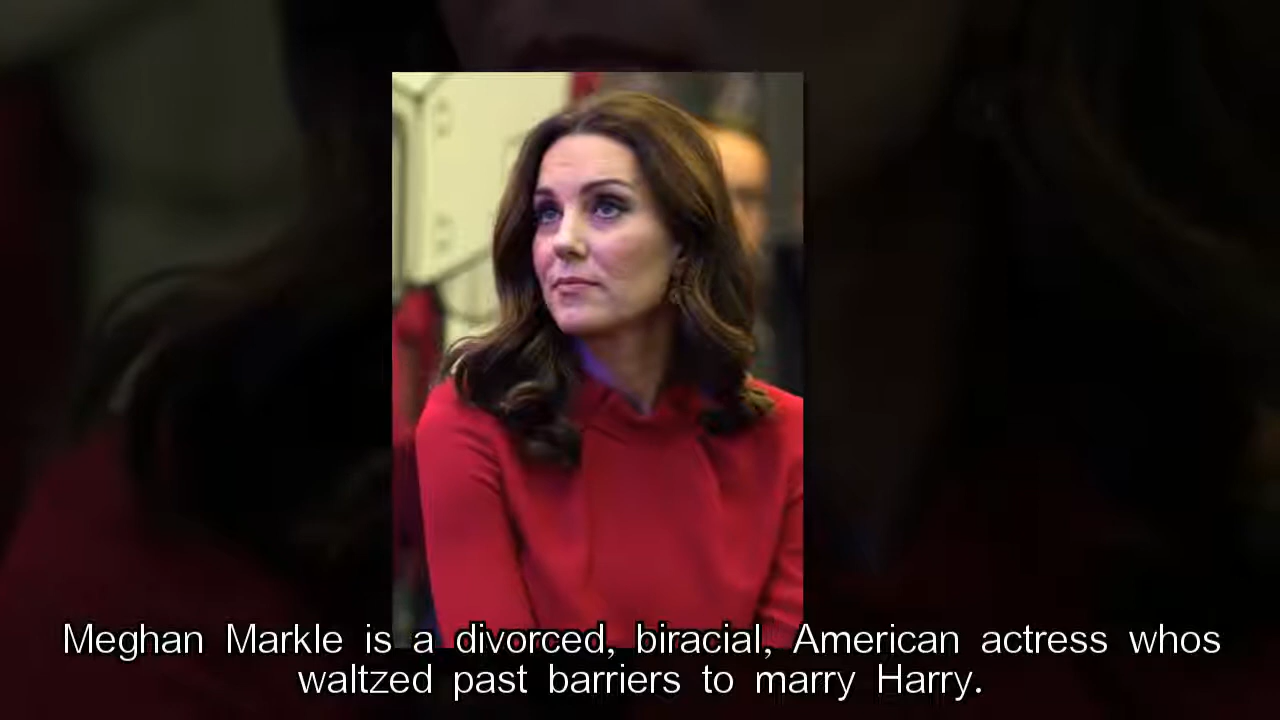 Meghan Markle is a divorced, biracial, American actress whos
waltzed past barriers to marry Harry.